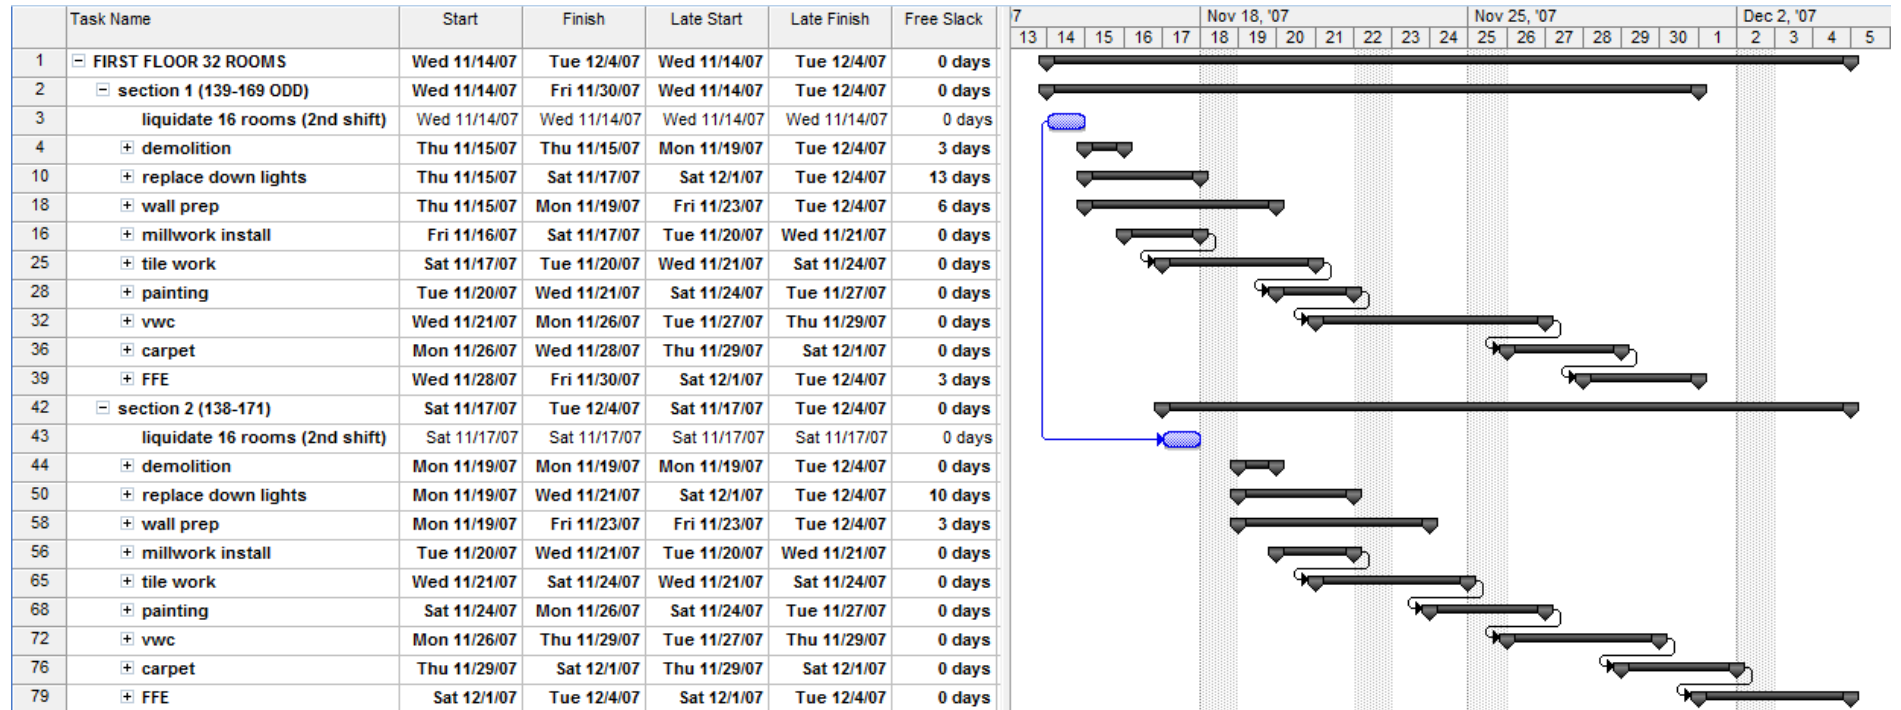 Task Name Start Finish Late Start Late Finish Free Slack 7 Nov 18, '07 Nov 25, '07 Dec 2, '07
13 14 15 16 17 18 19 20 21 22 23 24 25 26 27 28 29 30 1 2 3 4 5
1 FIRST FLOOR 32 ROOMS Wed 11/14/07 Tue 12/4/07 Wed 11/14/07 Tue 12/4/07 0 days
2 section 1 (139-169 ODD) Wed 11/14/07 Fri 11/30/07 Wed 11/14/07 Tue 12/4/07 0 days
3 liquidate 16 rooms (2nd shift) Wed 11/14/07 Wed 11/14/07 Wed 11/14/07 Wed 11/14/07 0 days
4 demolition Thu 11/15/07 Thu 11/15/07 Mon 11/19/07 Tue 12/4/07 3 days
10 replace down lights Thu 11/15/07 Sat 11/17/07 Sat 12/1/07 Tue 12/4/07 13 days
18 wall prep Thu 11/15/07 Mon 11/19/07 Fri 11/23/07 Tue 12/4/07 6 days
16 millwork install Fri 11/16/07 Sat 11/17/07 Tue 11/20/07 Wed 11/21/07 0 days
25 tile work Sat 11/17/07 Tue 11/20/07 Wed 11/21/07 Sat 11/24/07 0 days
28 painting Tue 11/20/07 Wed 11/21/07 Sat 11/24/07 Tue 11/27/07 0 days
32 vwc Wed 11/21/07 Mon 11/26/07 Tue 11/27/07 Thu 11/29/07 0 days
36 carpet Mon 11/26/07 Wed 11/28/07 Thu 11/29/07 Sat 12/1/07 0 days
39 FFE Wed 11/28/07 Fri 11/30/07 Sat 12/1/07 Tue 12/4/07 3 days
42 section 2 (138-171) Sat 11/17/07 Tue 12/4/07 Sat 11/17/07 Tue 12/4/07 0 days
43 liquidate 16 rooms (2nd shift) Sat 11/17/07 Sat 11/17/07 Sat 11/17/07 Sat 11/17/07 0 days
44 demolition Mon 11/19/07 Mon 11/19/07 Mon 11/19/07 Tue 12/4/07 0 days
50 replace down lights Mon 11/19/07 Wed 11/21/07 Sat 12/1/07 Tue 12/4/07 10 days
58 wall prep Mon 11/19/07 Fri 11/23/07 Fri 11/23/07 Tue 12/4/07 3 days
56 millwork install Tue 11/20/07 Wed 11/21/07 Tue 11/20/07 Wed 11/21/07 0 days
65 tile work Wed 11/21/07 Sat 11/24/07 Wed 11/21/07 Sat 11/24/07 0 days
68 painting Sat 11/24/07 Mon 11/26/07 Sat 11/24/07 Tue 11/27/07 0 days
72 vwc Mon 11/26/07 Thu 11/29/07 Tue 11/27/07 Thu 11/29/07 0 days
76 carpet Thu 11/29/07 Sat 12/1/07 Thu 11/29/07 Sat 12/1/07 0 days
79 FFE Sat 12/1/07 Tue 12/4/07 Sat 12/1/07 Tue 12/4/07 0 days